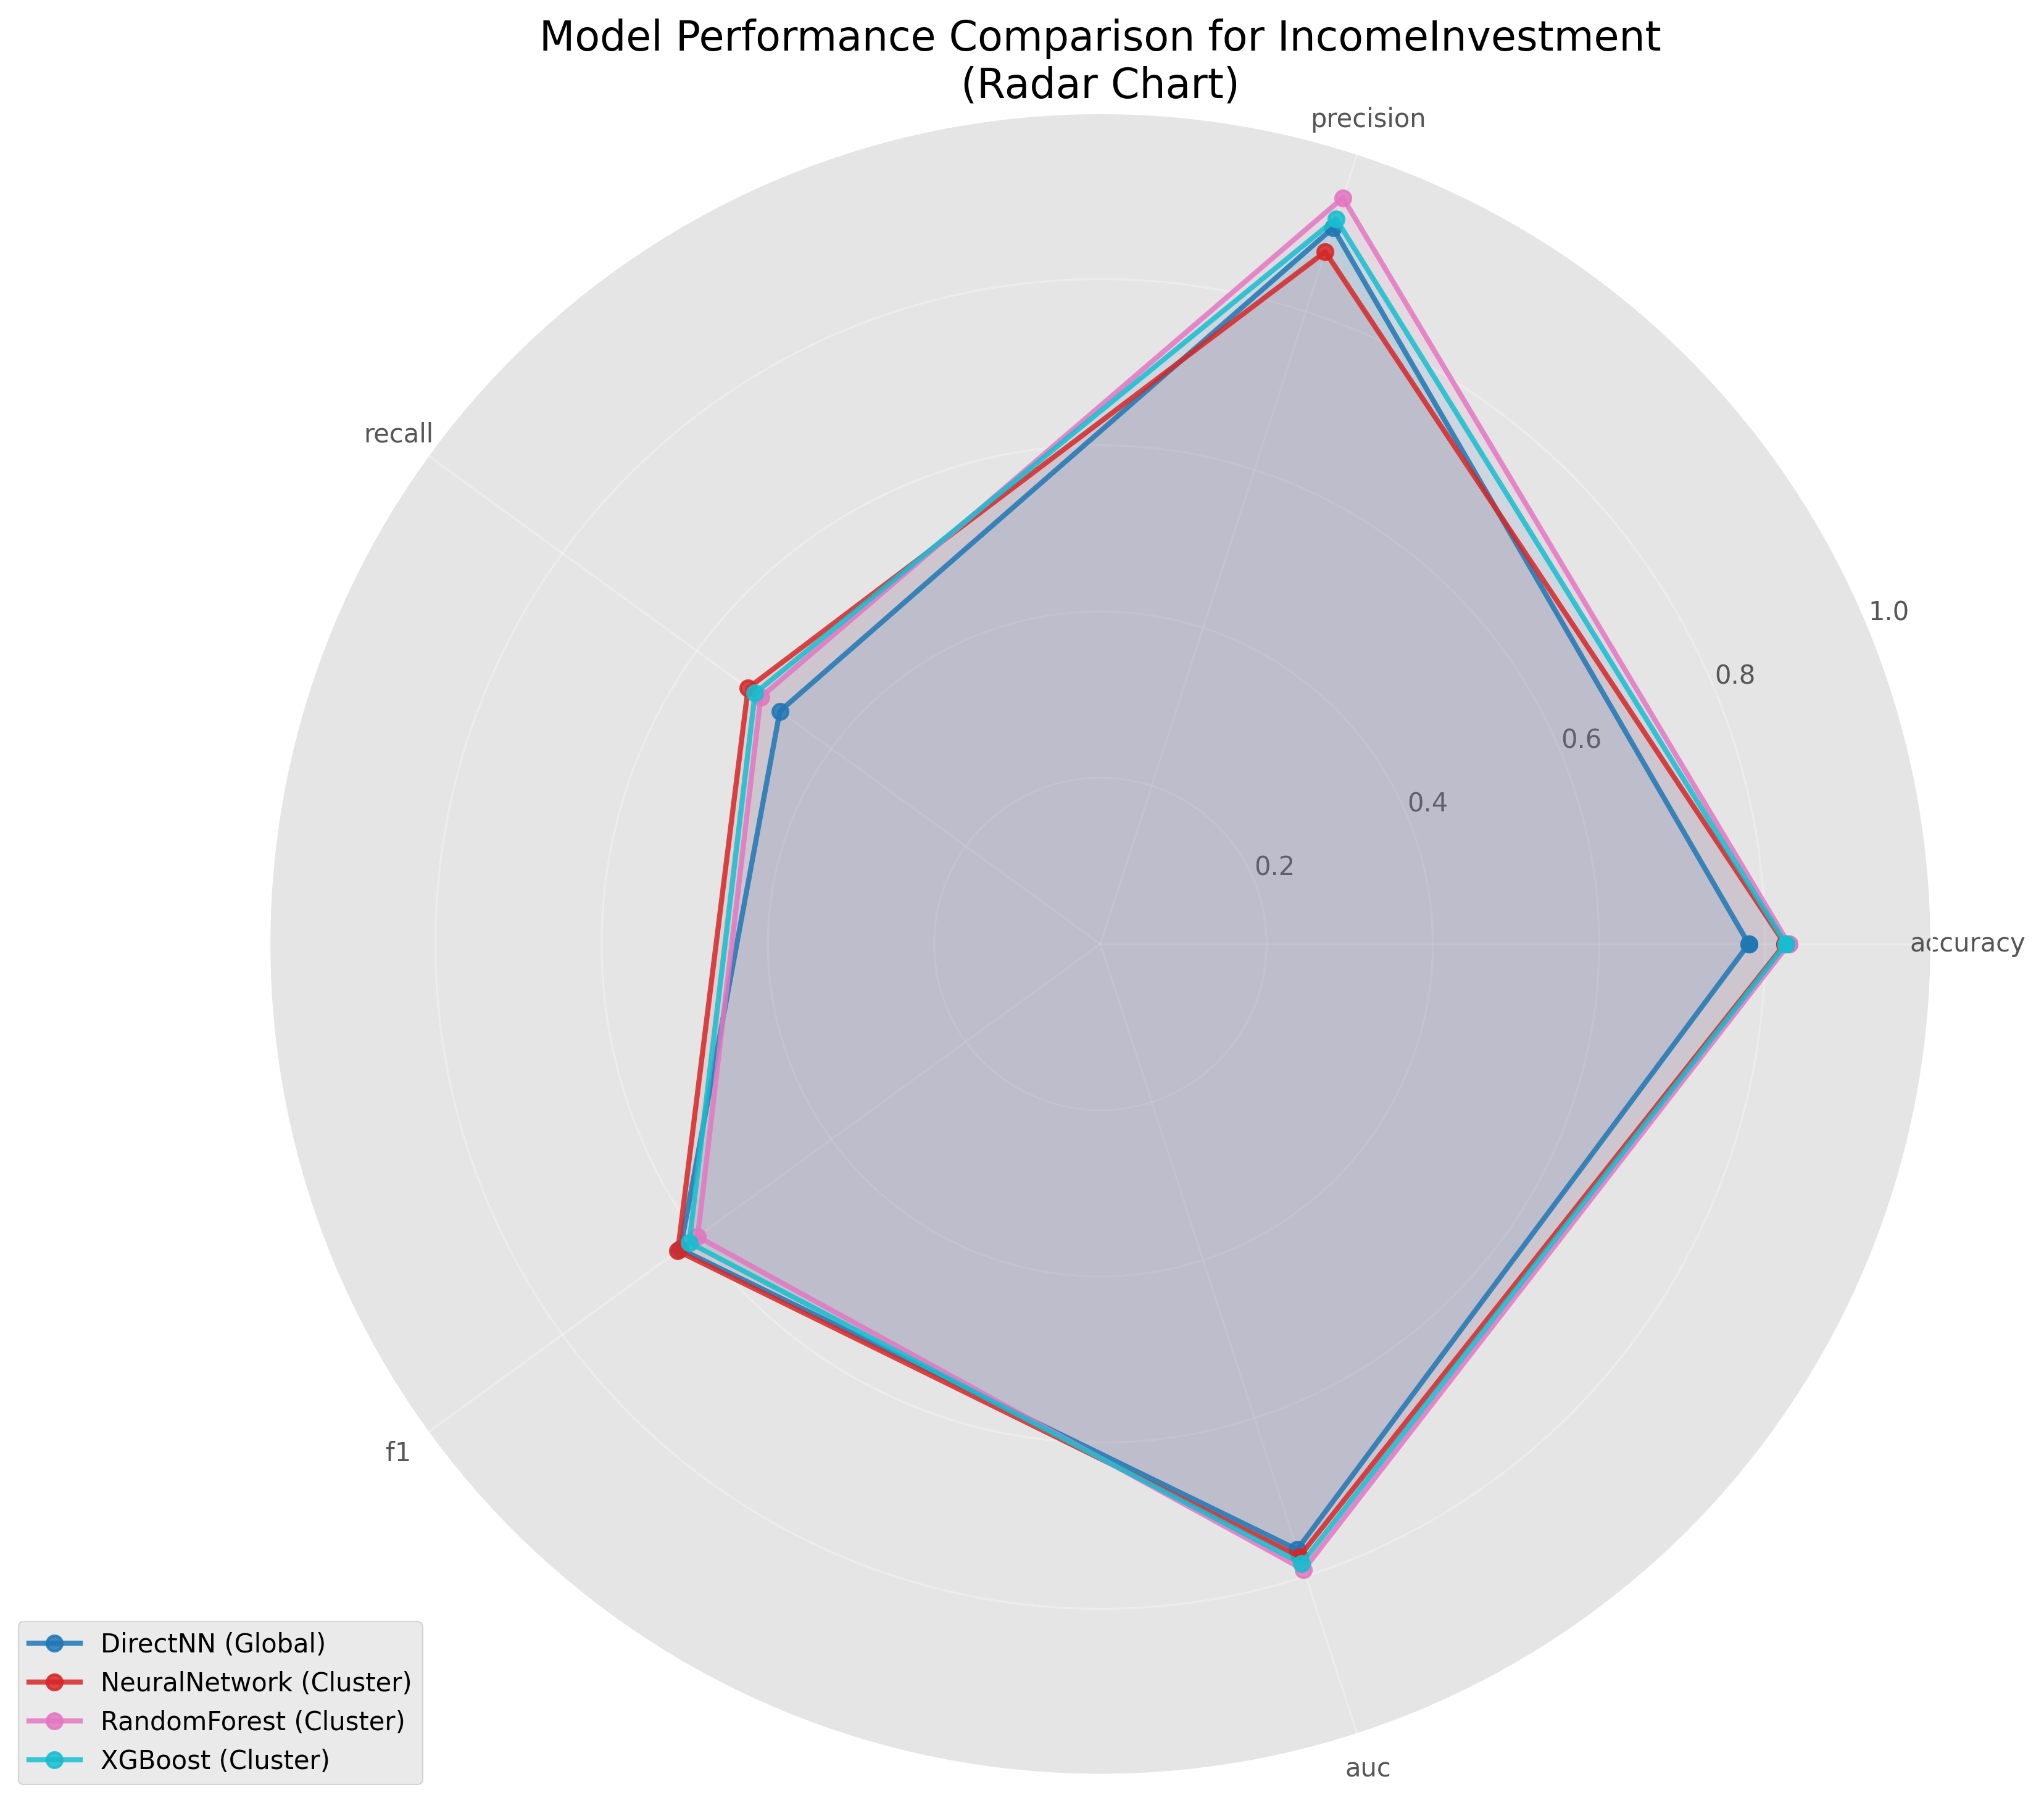 Model Performance Comparison for IncomeInvestment
(Radar Chart)
precision
recall
1.0
0.8
0.6
0.4
0.2
accuracy
f1
auc
DirectNN (Global)
NeuralNetwork (Cluster)
RandomForest (Cluster)
XGBoost (Cluster)